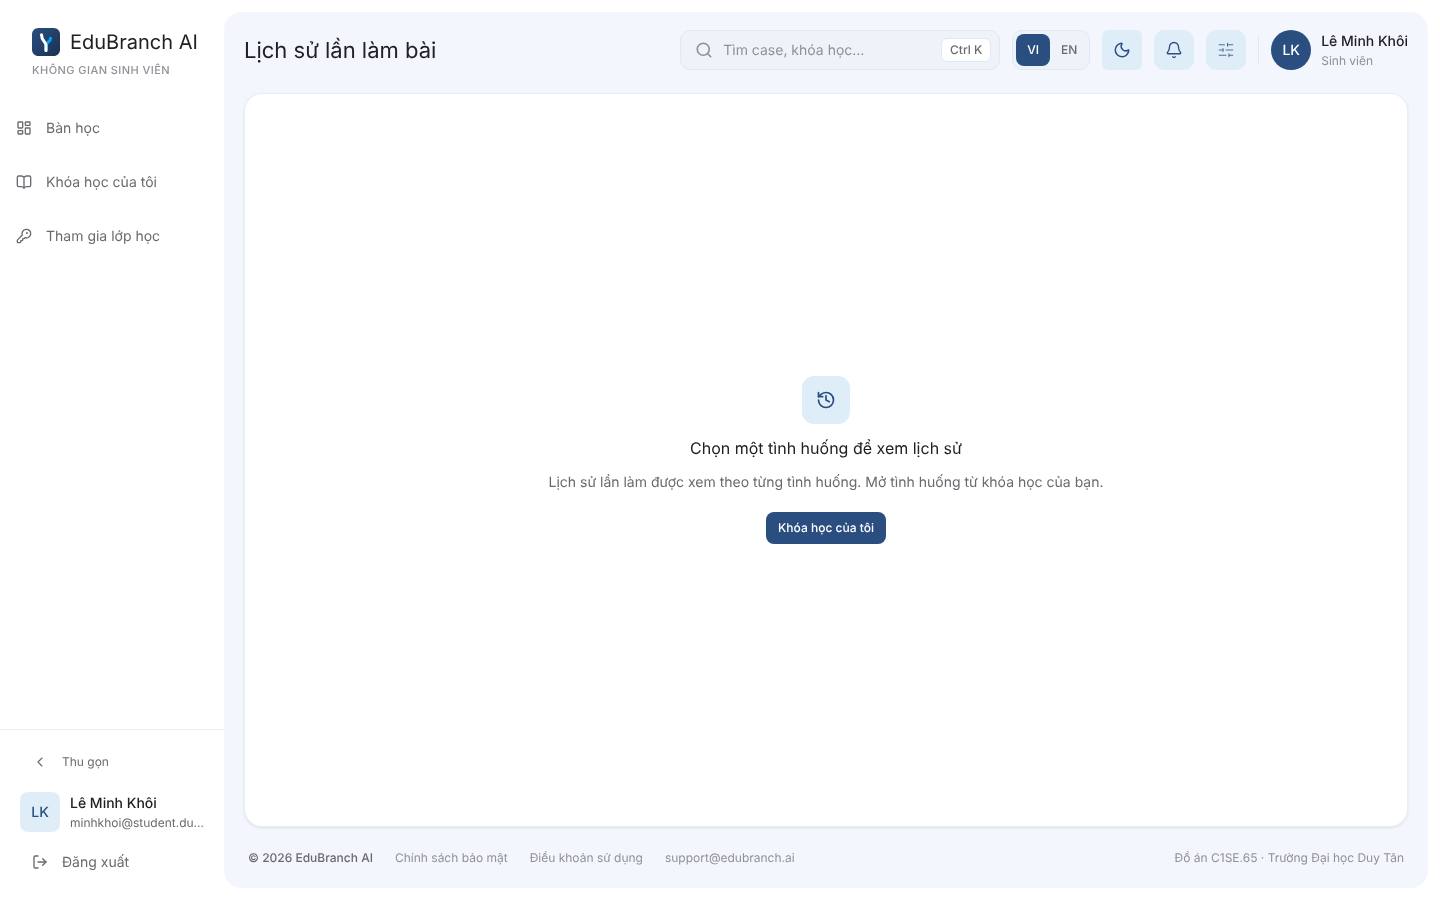 EduBranch AI
KHÔNG GIAN SINH VIÊN
Bàn học
Khóa học của tôi
Tham gia lớp học
Thu gọn
LK
Lê Minh Khôi
minhkhoi@student.du...
Đăng xuất
Lịch sử lần làm bài
Tìm case, khóa học...
Ctrl K
VI
EN
LK
Lê Minh Khôi
Sinh viên
Chọn một tình huống để xem lịch sử
Lịch sử lần làm được xem theo từng tình huống. Mở tình huống từ khóa học của bạn.
Khóa học của tôi
© 2026 EduBranch AI
Chính sách bảo mật
Điều khoản sử dụng
support@edubranch.ai
Đồ án C1SE.65 · Trường Đại học Duy Tân